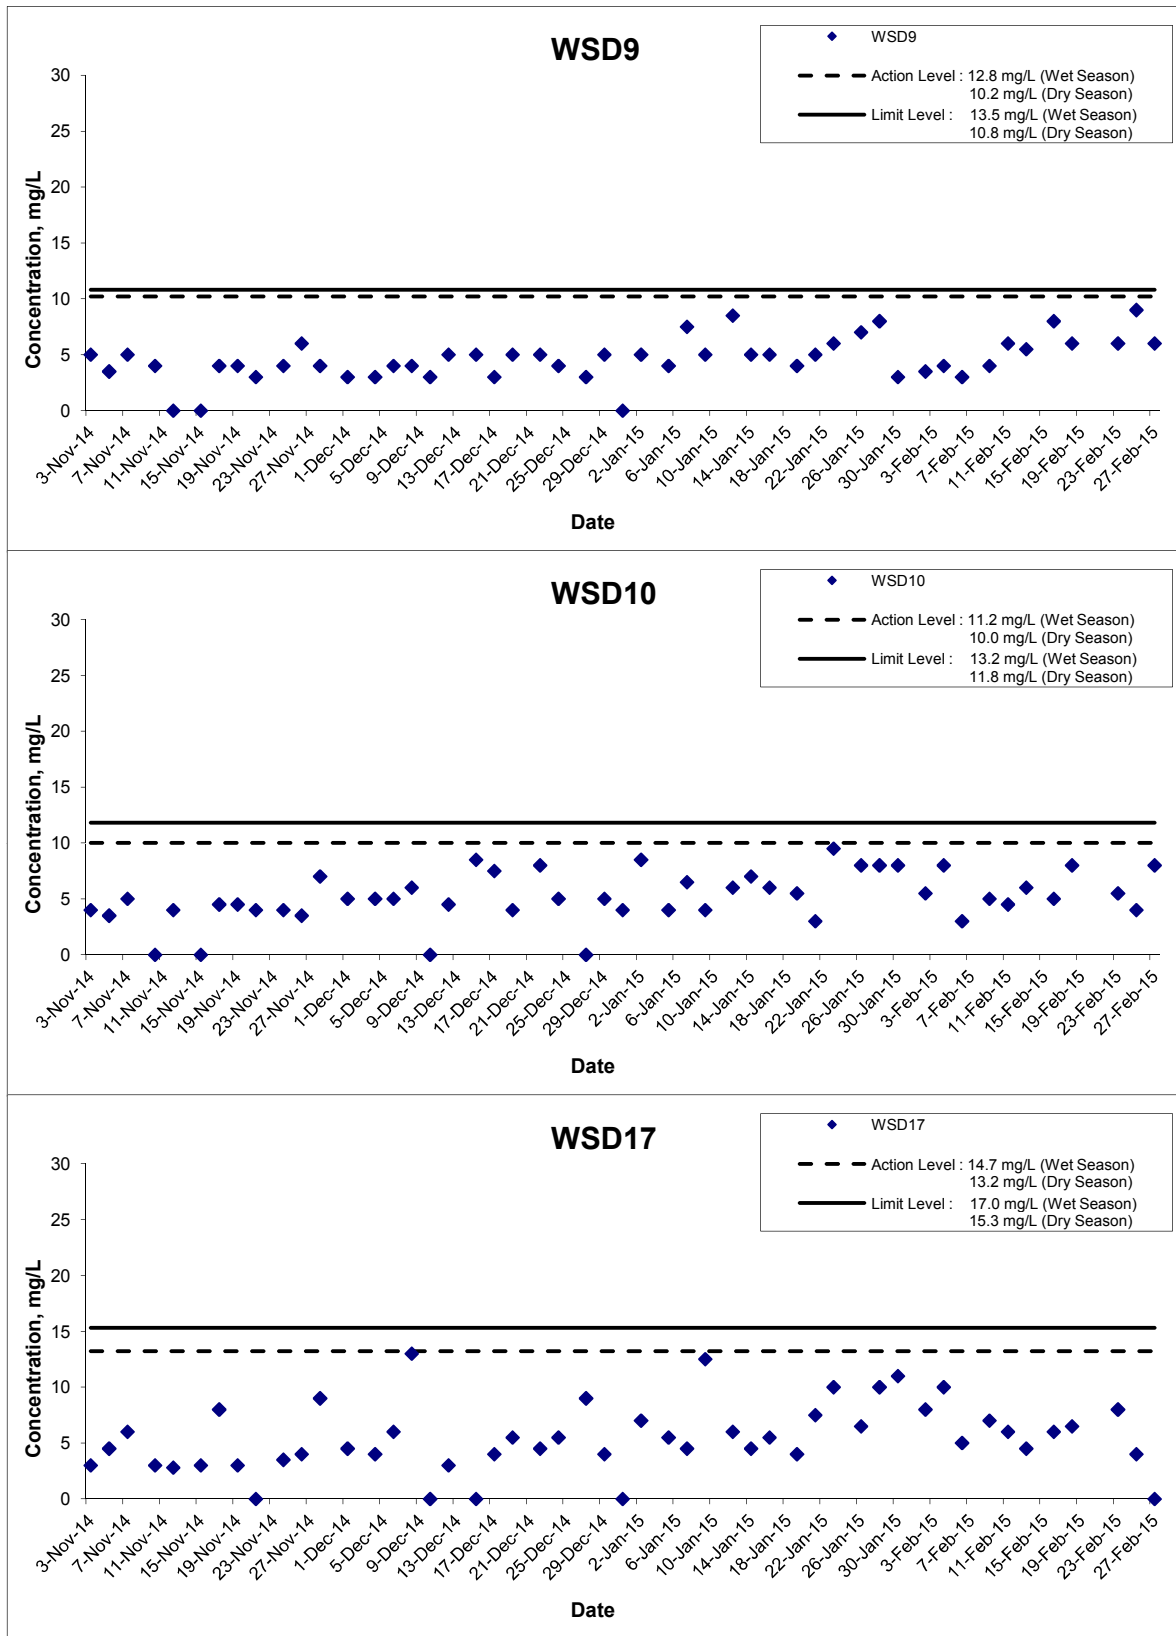 WSD9
WSD9
Action Level : 12.8 mg/L (Wet Season)
10.2 mg/L (Dry Season)
Limit Level : 13.5 mg/L (Wet Season)
10.8 mg/L (Dry Season)
Concentration, mg/L
30
25
20
15
10
5
0
3-Nov-14
7-Nov-14
11-Nov-14
15-Nov-14
19-Nov-14
23-Nov-14
27-Nov-14
1-Dec-14
5-Dec-14
9-Dec-14
13-Dec-14
17-Dec-14
21-Dec-14
25-Dec-14
29-Dec-14
2-Jan-15
6-Jan-15
10-Jan-15
14-Jan-15
18-Jan-15
22-Jan-15
26-Jan-15
30-Jan-15
3-Feb-15
7-Feb-15
11-Feb-15
15-Feb-15
19-Feb-15
23-Feb-15
27-Feb-15
Date
WSD10
WSD10
Action Level : 11.2 mg/L (Wet Season)
10.0 mg/L (Dry Season)
Limit Level : 13.2 mg/L (Wet Season)
11.8 mg/L (Dry Season)
Concentration, mg/L
30
25
20
15
10
5
0
3-Nov-14
7-Nov-14
11-Nov-14
15-Nov-14
19-Nov-14
23-Nov-14
27-Nov-14
1-Dec-14
5-Dec-14
9-Dec-14
13-Dec-14
17-Dec-14
21-Dec-14
25-Dec-14
29-Dec-14
2-Jan-15
6-Jan-15
10-Jan-15
14-Jan-15
18-Jan-15
22-Jan-15
26-Jan-15
30-Jan-15
3-Feb-15
7-Feb-15
11-Feb-15
15-Feb-15
19-Feb-15
23-Feb-15
27-Feb-15
Date
WSD17
WSD17
Action Level : 14.7 mg/L (Wet Season)
13.2 mg/L (Dry Season)
Limit Level : 17.0 mg/L (Wet Season)
15.3 mg/L (Dry Season)
Concentration, mg/L
30
25
20
15
10
5
0
3-Nov-14
7-Nov-14
11-Nov-14
15-Nov-14
19-Nov-14
23-Nov-14
27-Nov-14
1-Dec-14
5-Dec-14
9-Dec-14
13-Dec-14
17-Dec-14
21-Dec-14
25-Dec-14
29-Dec-14
2-Jan-15
6-Jan-15
10-Jan-15
14-Jan-15
18-Jan-15
22-Jan-15
26-Jan-15
30-Jan-15
3-Feb-15
7-Feb-15
11-Feb-15
15-Feb-15
19-Feb-15
23-Feb-15
27-Feb-15
Date